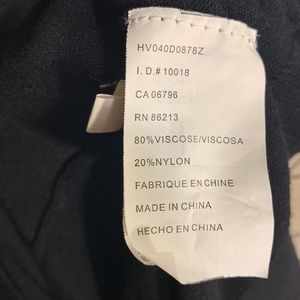 HV040D0878Z
I. D.# 10018
CA 06796
RN 86213
80%VISCOSE/VISCOSA
20%NYLON
FABRIQUE EN CHINE
MADE IN CHINA
HECHO EN CHINA